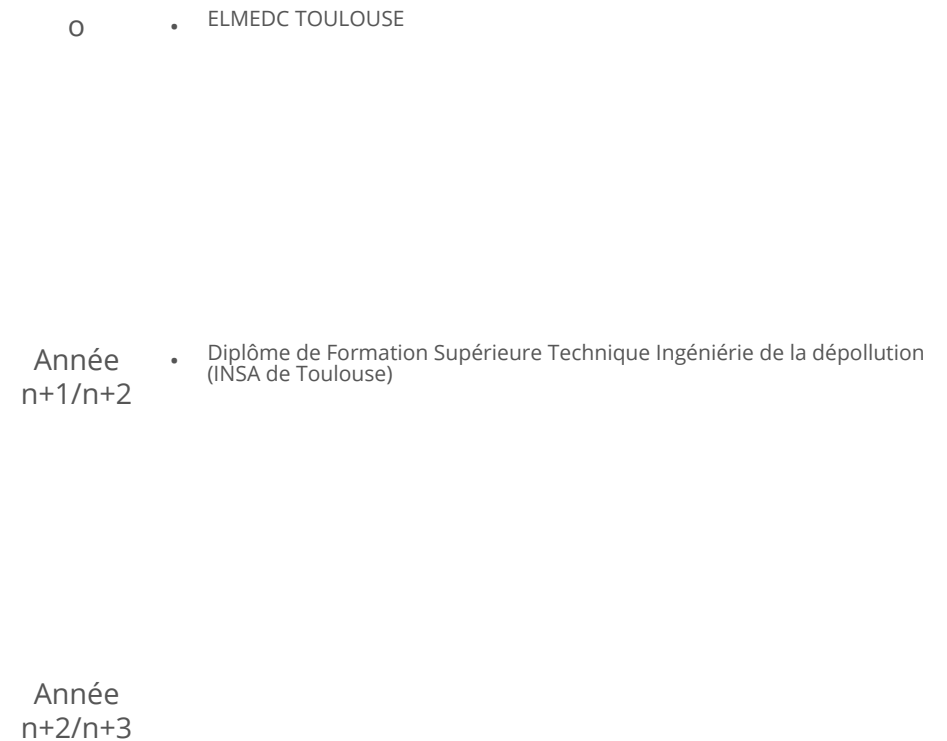 o • ELMEDC TOULOUSE
Année
n+1/n+2
• Diplôme de Formation Supérieure Technique Ingéniérie de la dépollution
(INSA de Toulouse)
Année
n+2/n+3